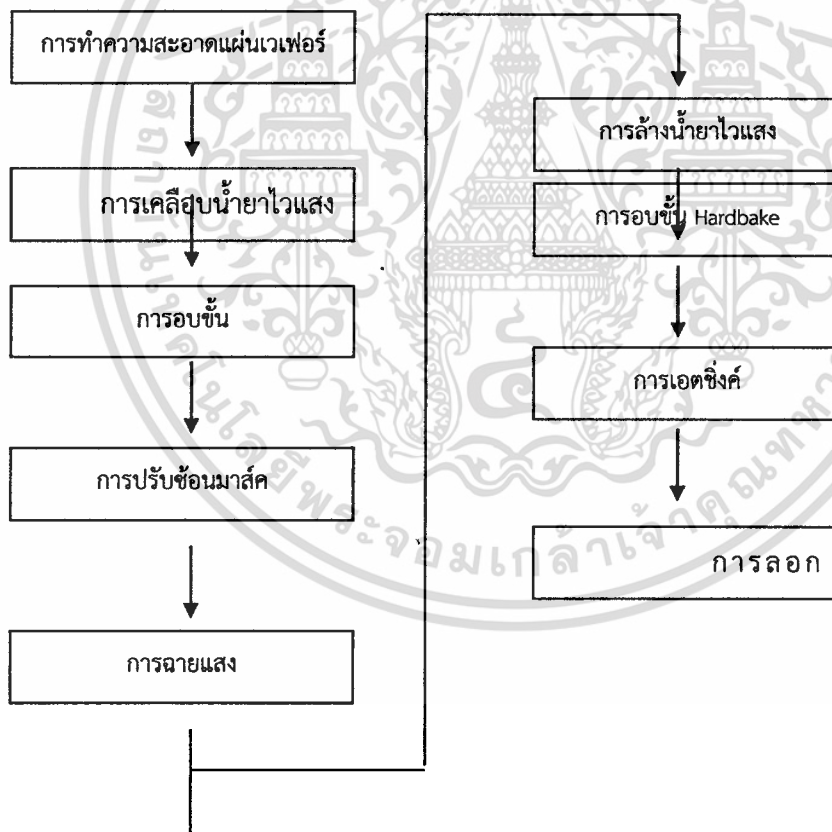 การทำความสะอาดแผ่นเวเฟอร์
การเคลือบน้ำยาไวแสง
การอบขั้น
การปรับซ้อนมาส์ค
การฉายแสง
การล้างน้ำยาไวแสง
การอบขั้น Hardbake
การเอตชิ่งค์
การลอก